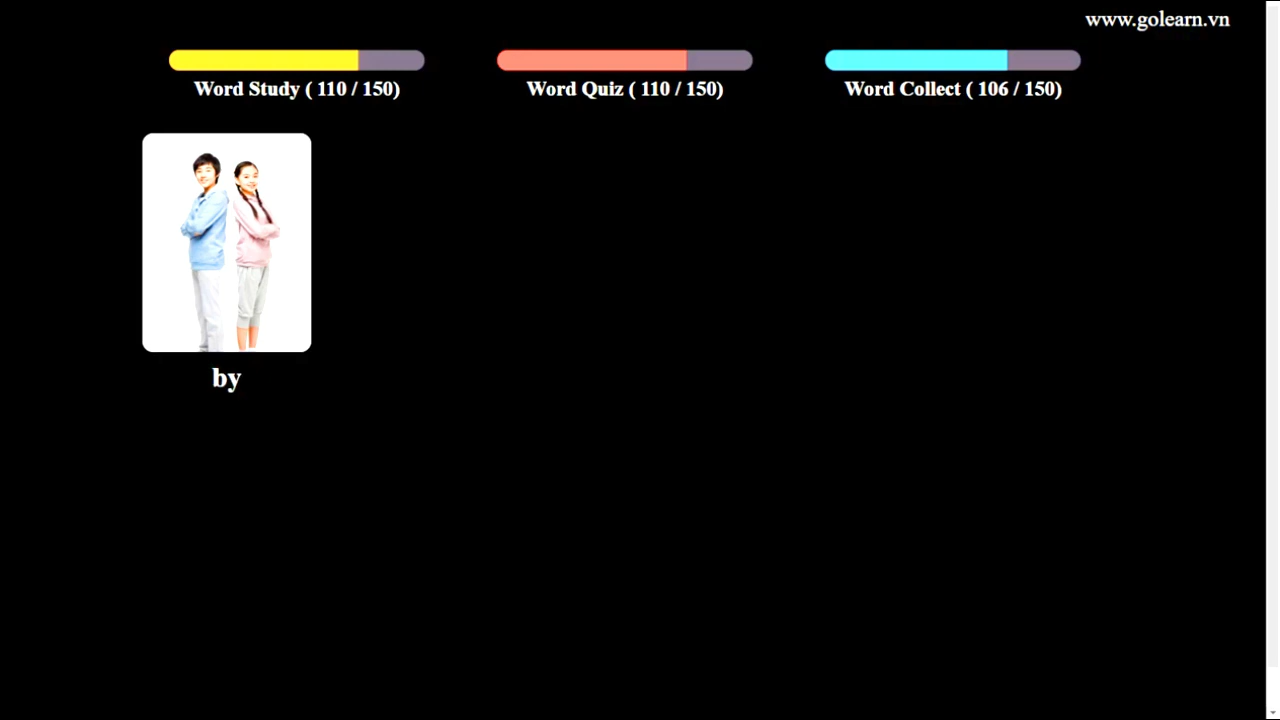 www.golearn.vn
Word Study ( 110 / 150)
Word Quiz ( 110 / 150)
Word Collect ( 106 / 150)
by